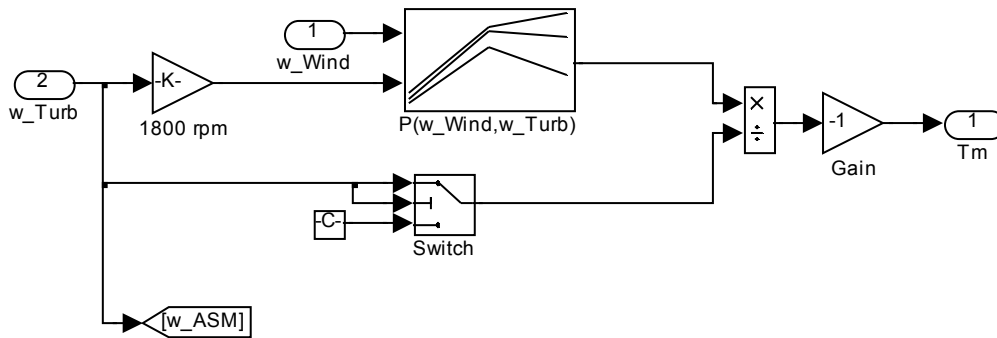 1
w_Wind
2
w_Turb
-K-
1800 rpm
P(w_Wind,w_Turb)
×
÷
-1
Gain
1
Tm
-C-
Switch
[w_ASM]